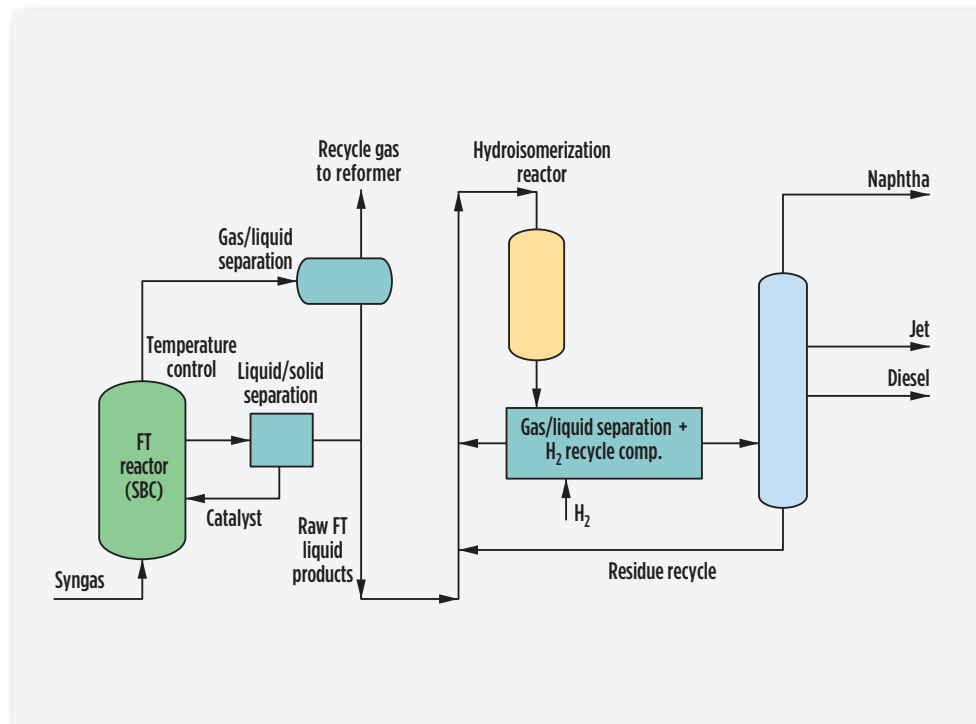 Recycle gas
to reformer
Hydroisomerization
reactor
Naphtha
Gas/liquid
separation
Temperature
control
Liquid/solid
separation
Jet
Diesel
FT
reactor
(SBC)
Gas/liquid separation +
H₂ recycle comp.
Catalyst
H₂
Raw FT
liquid
products
Residue recycle
Syngas